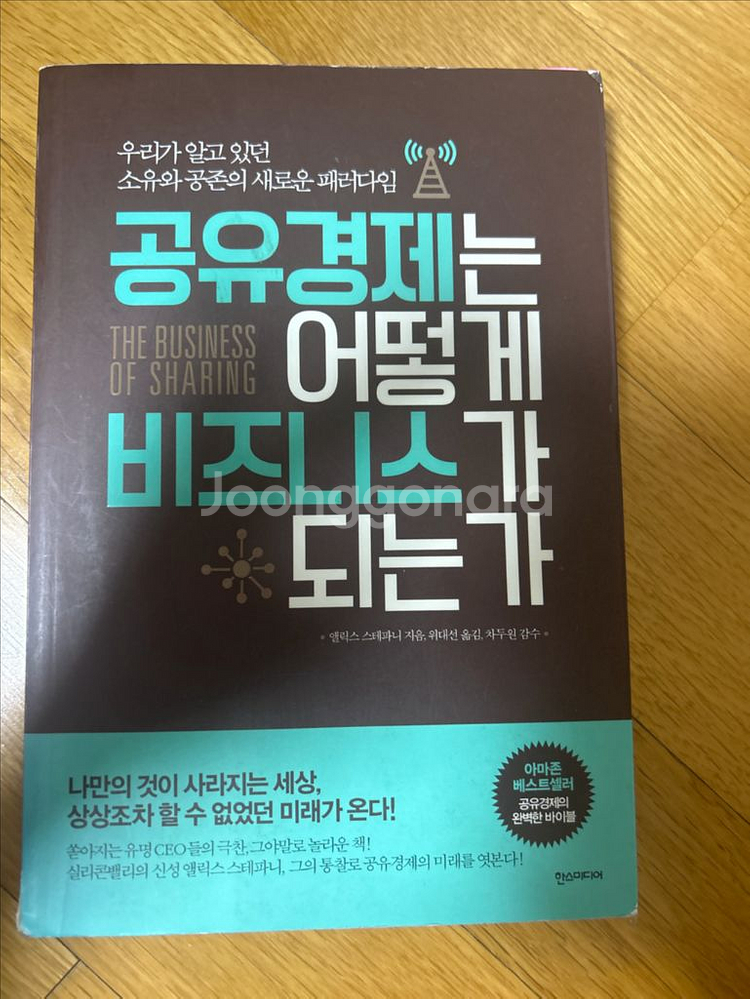 우리가 알고 있던
소유와 공존의 새로운 패러다임
공유경제는
어떻게
THE BUSINESS
OF SHARING
비즈니스가
되는가
Joonggonara
• 앨릭스 스테파니 지음, 위대선 옮김, 차두원 감수 •
나만의 것이 사라지는 세상,
상상조차 할 수 없었던 미래가 온다!
쏟아지는 유명 CEO들의 극찬, 그야말로 놀라운 책!
실리콘밸리의 신성 앨릭스 스테파니, 그의 통찰로 공유경제의 미래를 엿본다!
아마존
베스트셀러
공유경제의
완벽한 바이블
한스미디어